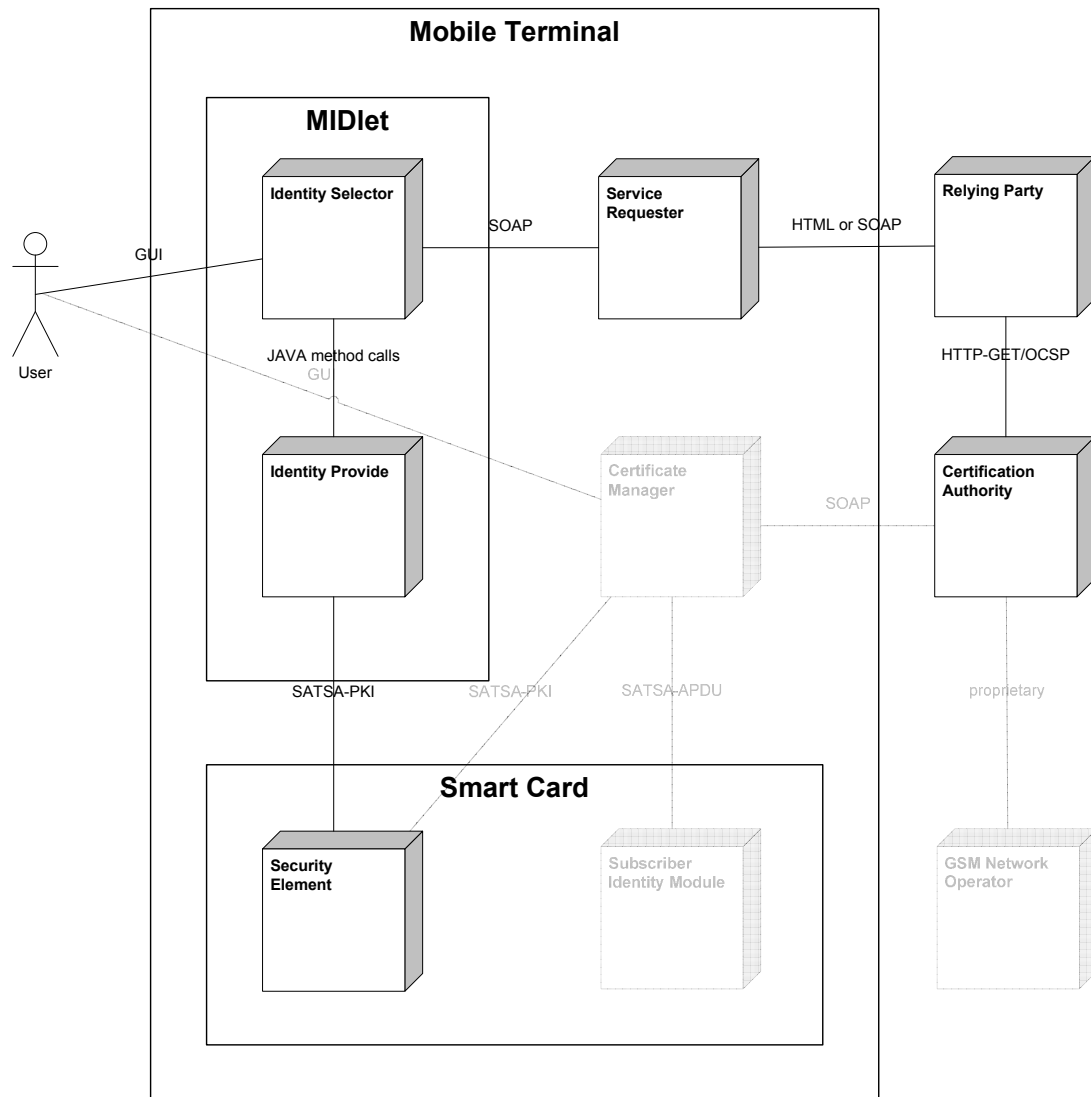 Mobile Terminal
MIDlet
Identity Selector
Service
Requester
Relying Party
SOAP
HTML or SOAP
GUI
User
JAVA method calls
GUI
HTTP-GET/OCSP
Identity Provide
Certificate
Manager
Certification
Authority
SOAP
SATSA-PKI
SATSA-PKI
SATSA-APDU
proprietary
Smart Card
Security
Element
Subscriber
Identity Module
GSM Network
Operator